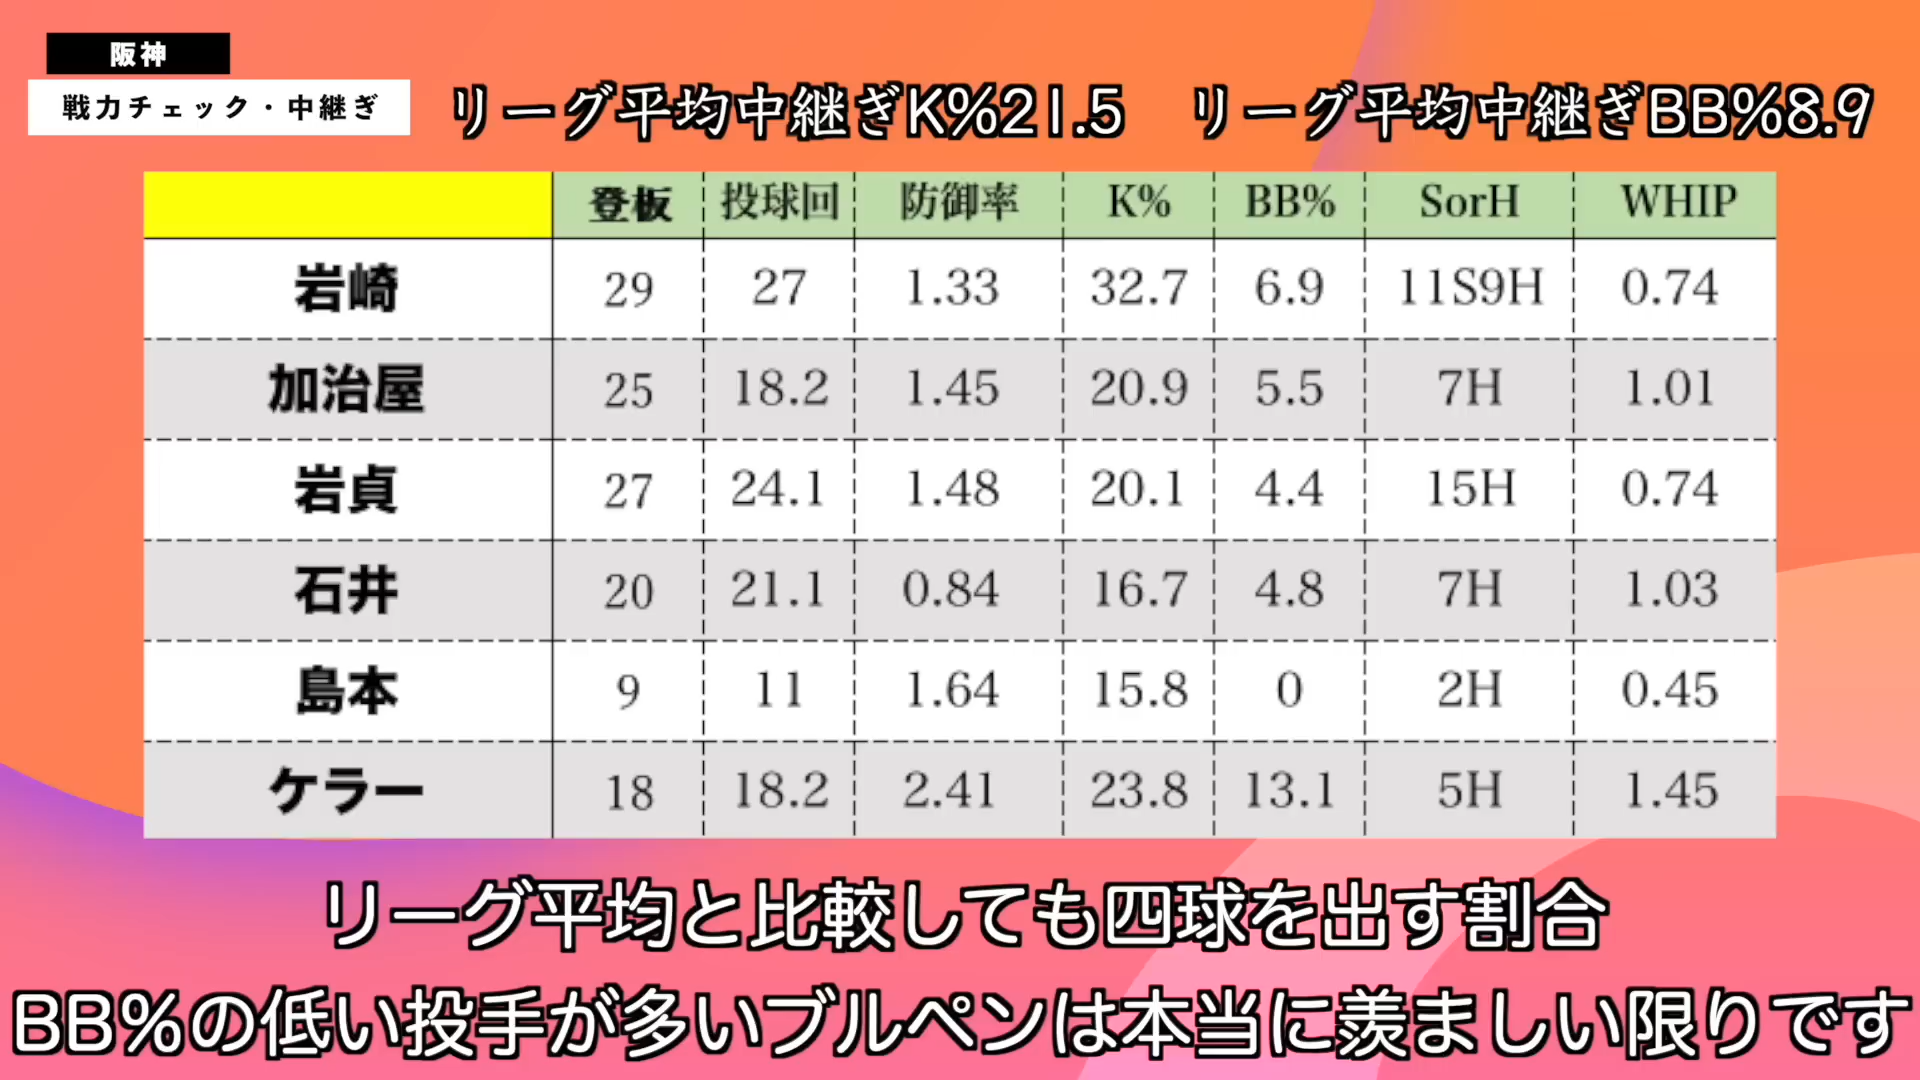 阪神
戦力チェック・中継ぎ
リーグ平均中継ぎK%21.5 リーグ平均中継ぎBB%8.9
登板 投球回 防御率 K% BB% SorH WHIP
岩崎 29 27 1.33 32.7 6.9 11S9H 0.74
加治屋 25 18.2 1.45 20.9 5.5 7H 1.01
岩貞 27 24.1 1.48 20.1 4.4 15H 0.74
石井 20 21.1 0.84 16.7 4.8 7H 1.03
島本 9 11 1.64 15.8 0 2H 0.45
ケラー 18 18.2 2.41 23.8 13.1 5H 1.45
リーグ平均と比較しても四球を出す割合
BB%の低い投手が多いブルペンは本当に羨ましい限りです